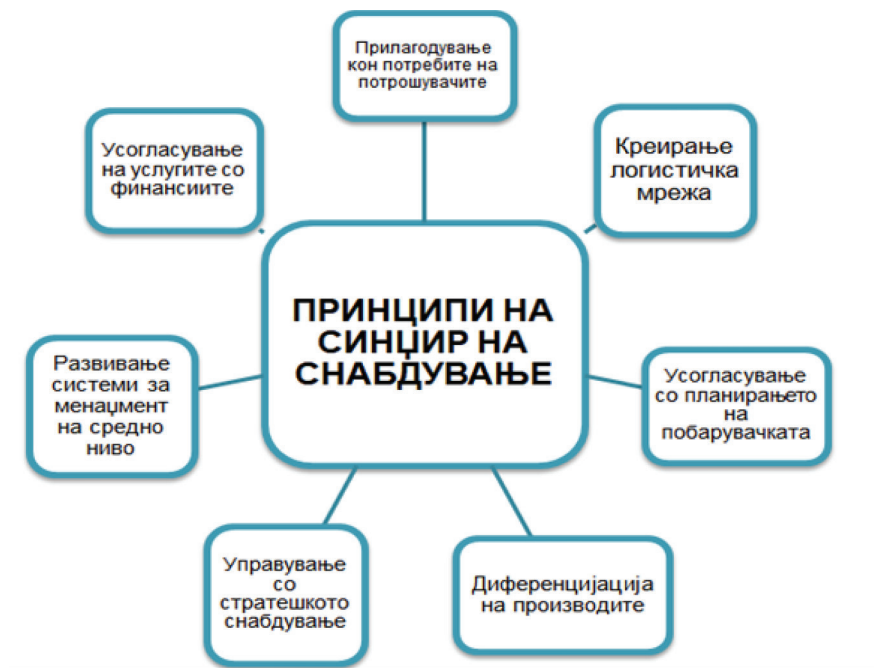 Прилагодување
кон потребите на
потрошувачите
Креирање
логистичка
мрежа
Усогласување
на услугите со
финансиите
ПРИНЦИПИ НА
СИНЏИР НА
СНАБДУВАЊЕ
Усогласување
со планирањето
на
побарувачката
Развивање
системи за
менаџмент
на средно
ниво
Управување
со
стратешкото
снабдување
Диференцијација
на производите